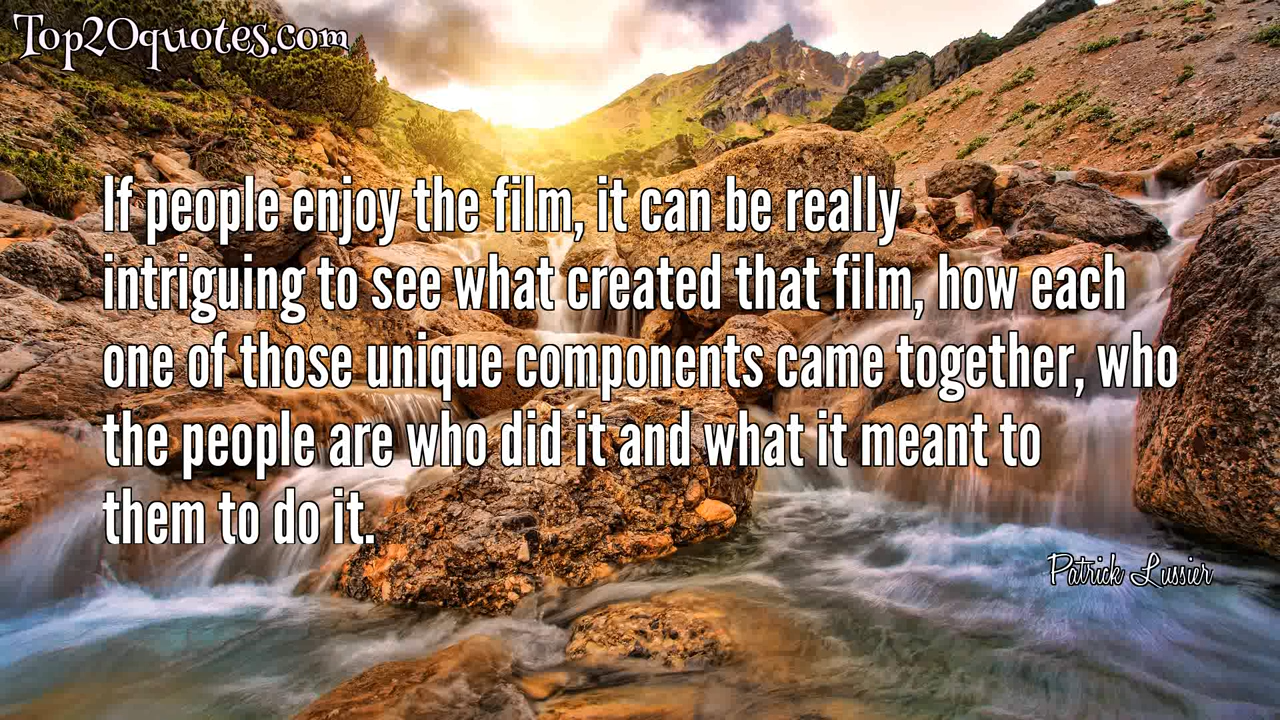 Top20quotes.com
If people enjoy the film, it can be really
intriguing to see what created that film, how each
one of those unique components came together, who
the people are who did it and what it meant to
them to do it.
Patrick Lussier